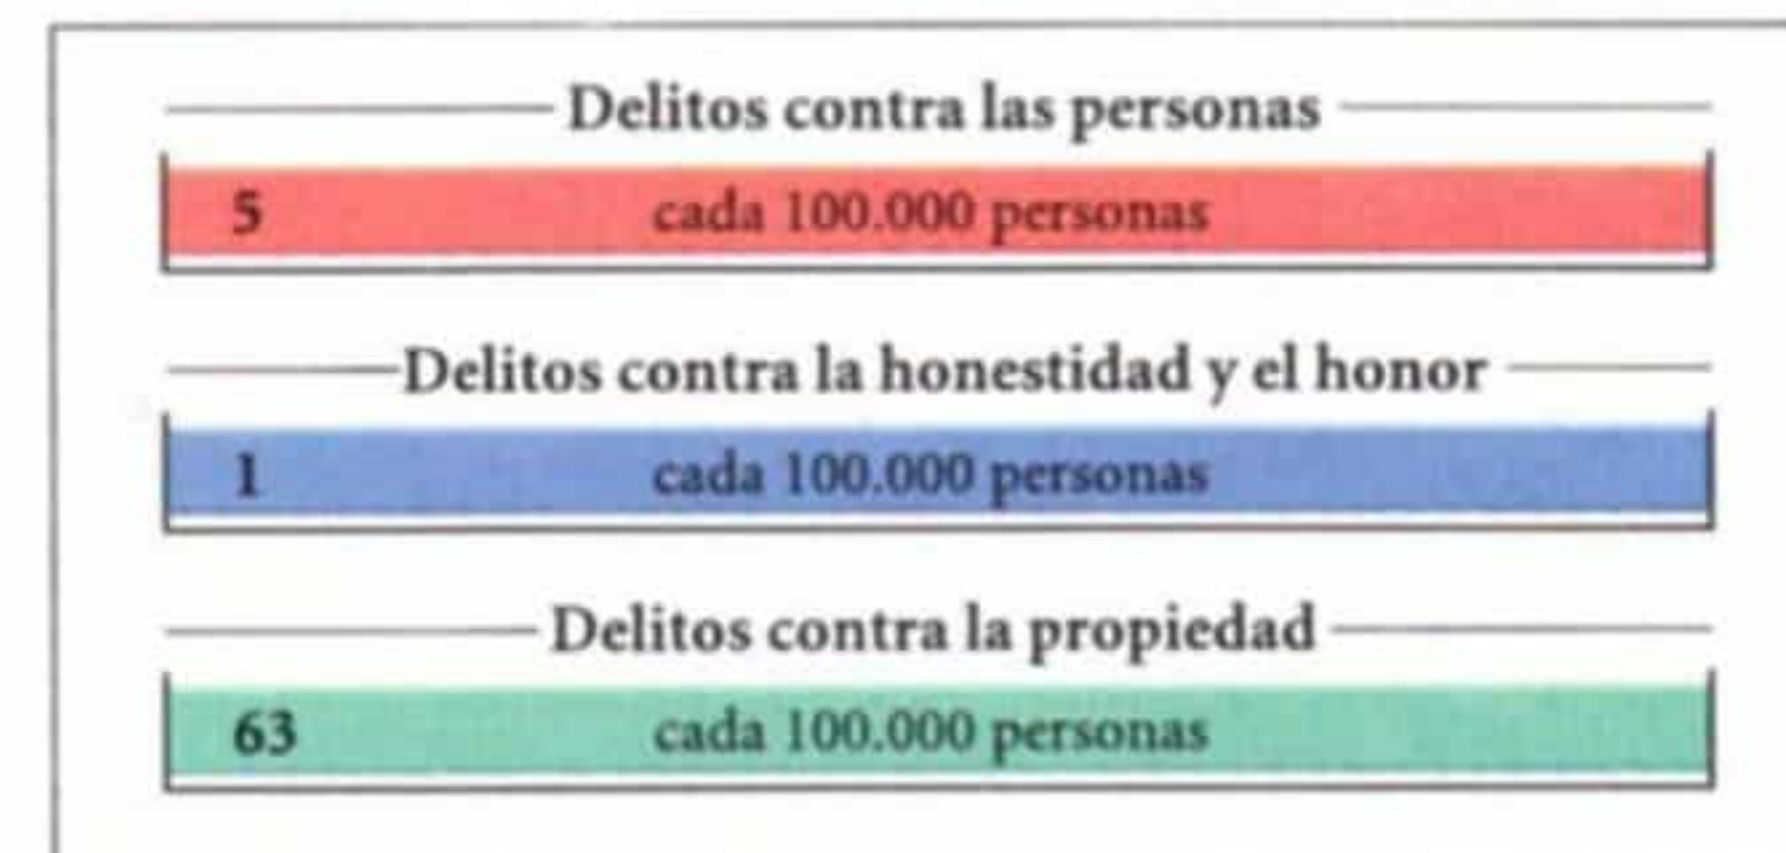 Delitos contra las personas
5 cada 100.000 personas
Delitos contra la honestidad y el honor
1 cada 100.000 personas
Delitos contra la propiedad
63 cada 100.000 personas